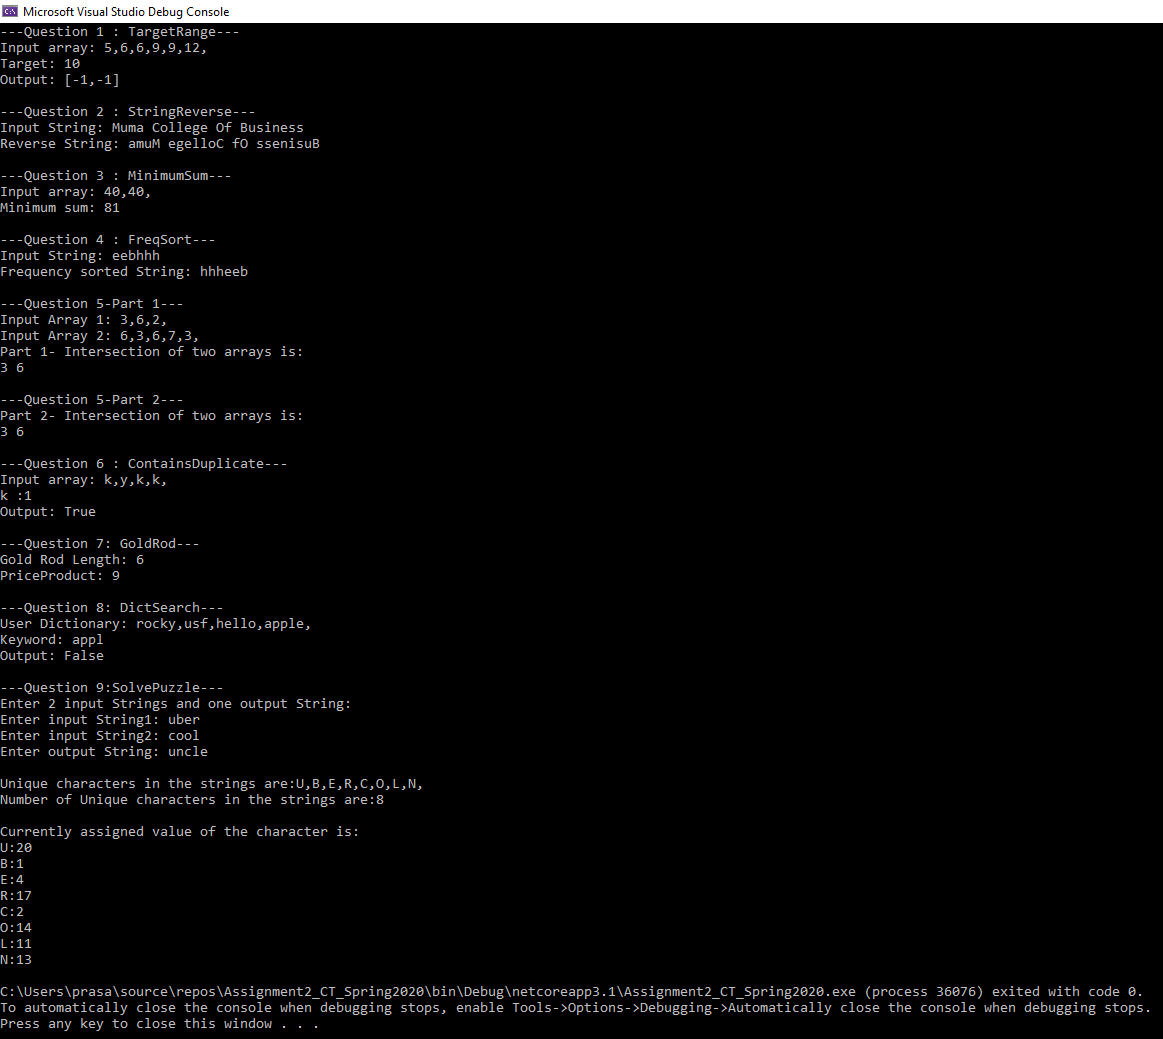 Microsoft Visual Studio Debug Console
---Question 1 : TargetRange---
Input array: 5,6,6,9,9,12,
Target: 10
Output: [-1,-1]
---Question 2 : StringReverse---
Input String: Muma College Of Business
Reverse String: amuM egelloC fO ssenisuB
---Question 3 : MinimumSum---
Input array: 40,40,
Minimum sum: 81
---Question 4 : FreqSort---
Input String: eebhhh
Frequency sorted String: hhheeb
---Question 5-Part 1---
Input Array 1: 3,6,2,
Input Array 2: 6,3,6,7,3,
Part 1- Intersection of two arrays is:
3 6
---Question 5-Part 2---
Part 2- Intersection of two arrays is:
3 6
---Question 6 : ContainsDuplicate---
Input array: k,y,k,k,
k :1
Output: True
---Question 7: GoldRod---
Gold Rod Length: 6
PriceProduct: 9
---Question 8: DictSearch---
User Dictionary: rocky,usf,hello,apple,
Keyword: appl
Output: False
---Question 9:SolvePuzzle---
Enter 2 input Strings and one output String:
Enter input String1: uber
Enter input String2: cool
Enter output String: uncle
Unique characters in the strings are:U,B,E,R,C,O,L,N,
Number of Unique characters in the strings are:8
Currently assigned value of the character is:
U:20
B:1
E:4
R:17
C:2
O:14
L:11
N:13
C:\Users\prasa\source\repos\Assignment2_CT_Spring2020\bin\Debug\netcoreapp3.1\Assignment2_CT_Spring2020.exe (process 36076) exited with code 0.
To automatically close the console when debugging stops, enable Tools->Options->Debugging->Automatically close the console when debugging stops.
Press any key to close this window . . .